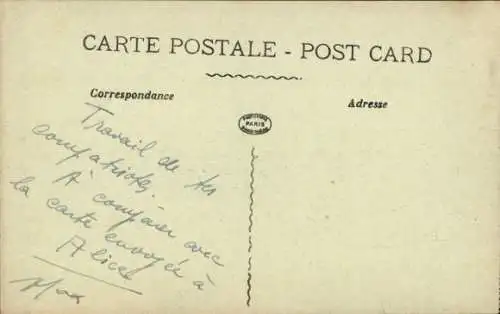 CARTE POSTALE - POST CARD
Correspondance
Adresse
PARIS
Travail de tes
compatriotes.
A comparer avec
la carte envoyée à
Alice
Max